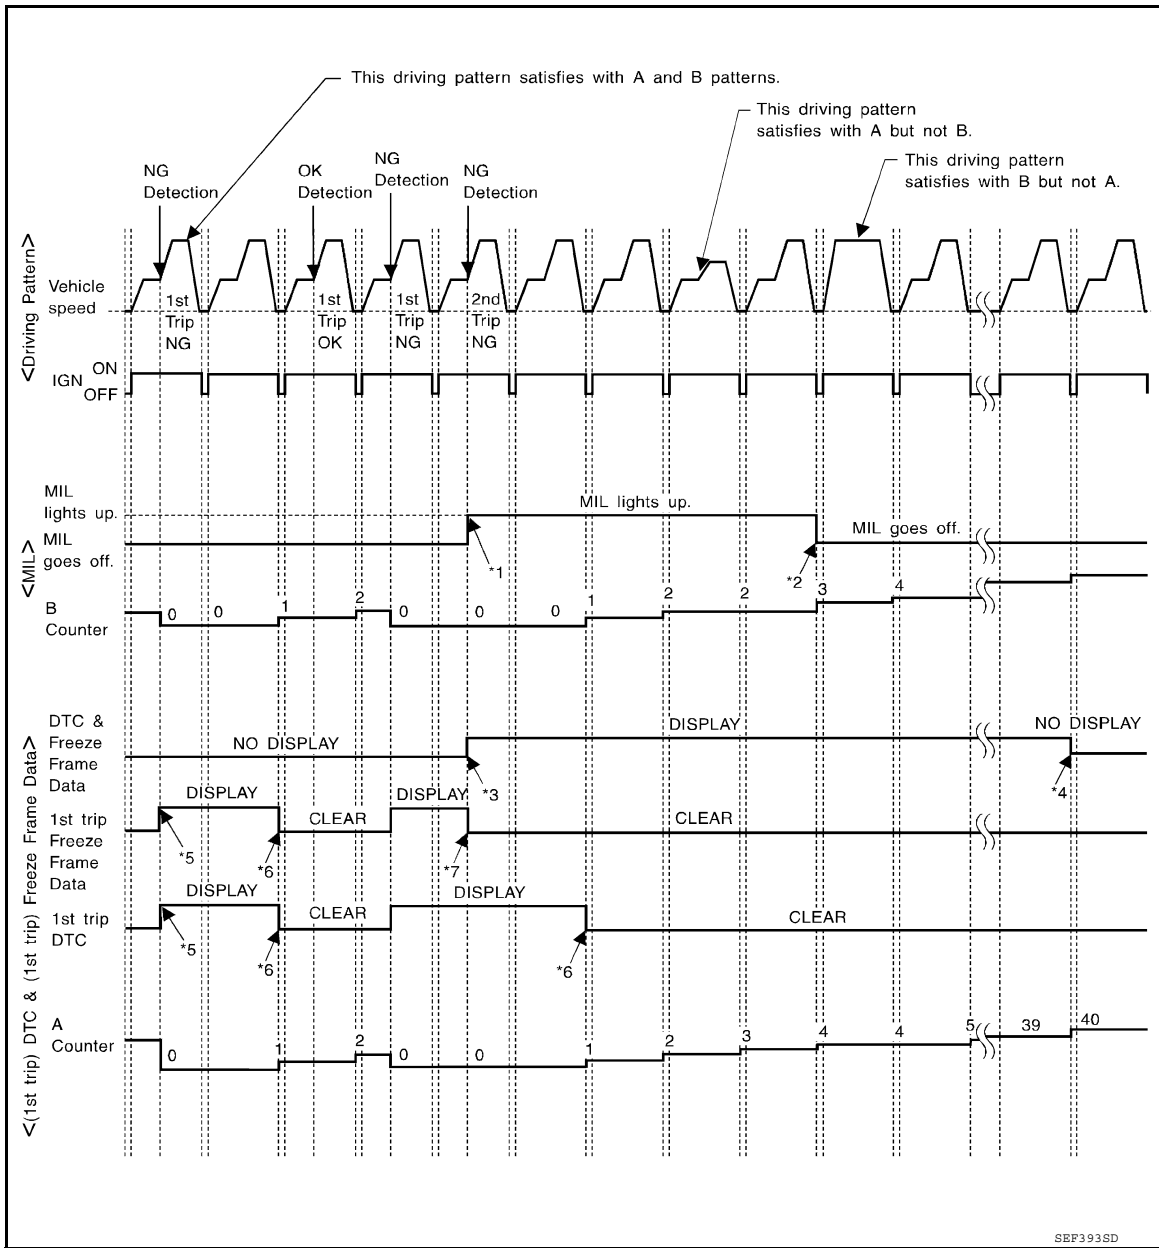 This driving pattern satisfies with A and B patterns.
This driving pattern
satisfies with A but not B.
This driving pattern
satisfies with B but not A.
NG
Detection
OK
Detection
NG
Detection
NG
Detection
<Driving Pattern>
Vehicle
speed
1st
Trip
NG
1st
Trip
OK
1st
Trip
NG
2nd
Trip
NG
IGN
ON
OFF
<MIL>
MIL
lights up.
MIL lights up.
MIL
goes off.
MIL goes off.
*1
*2
B
Counter
0 0 1 2 0 0 0 1 2 2 3 4
<(1st trip) DTC & (1st trip) Freeze Frame Data>
DTC &
Freeze
Frame
Data
NO DISPLAY
DISPLAY
NO DISPLAY
*3
*4
1st trip
Freeze
Frame
Data
DISPLAY
CLEAR
DISPLAY
CLEAR
*5
*6
*7
1st trip
DTC
DISPLAY
CLEAR
DISPLAY
CLEAR
*5
*6
*6
A
Counter
0 1 2 0 0 1 2 3 4 4 5 39 40
SEF393SD